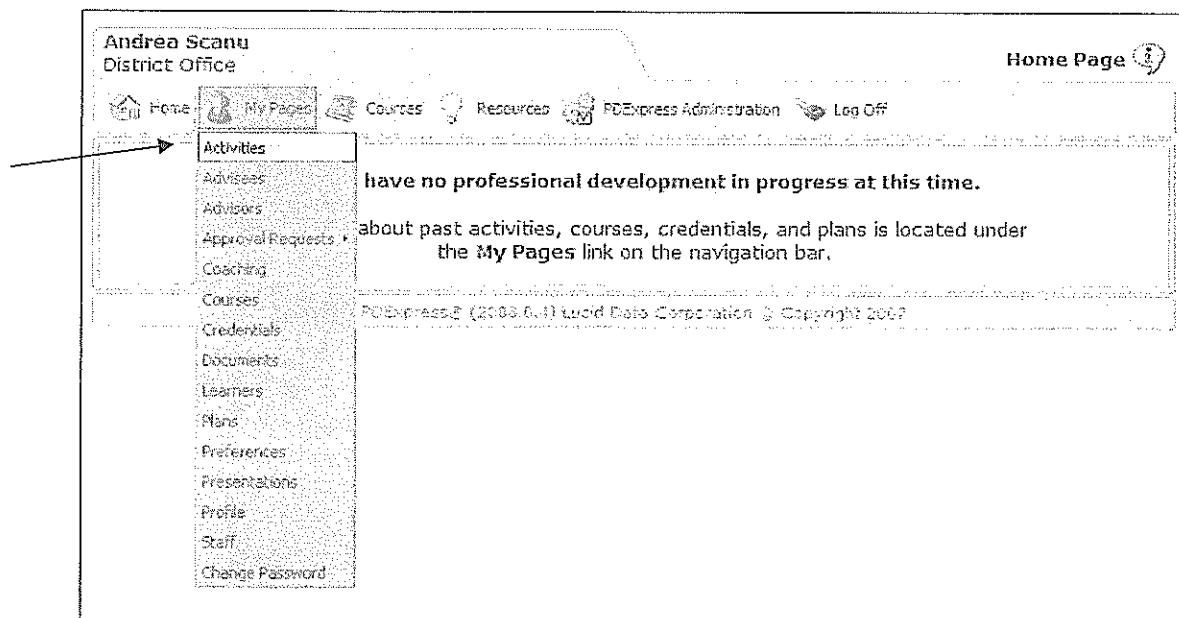 Andrea Scanu
District Office
Home Page
Home My Pages Courses Resources PDExpress Administration Log Off
Activities
Advisees
have no professional development in progress at this time.
Advisors
Approval Requests
about past activities, courses, credentials, and plans is located under
the My Pages link on the navigation bar.
Coaching
Courses
Credentials
PDExpress® Lucid Data Corporation © Copyright
Documents
Learners
Plans
Preferences
Presentations
Profile
Staff
Change Password